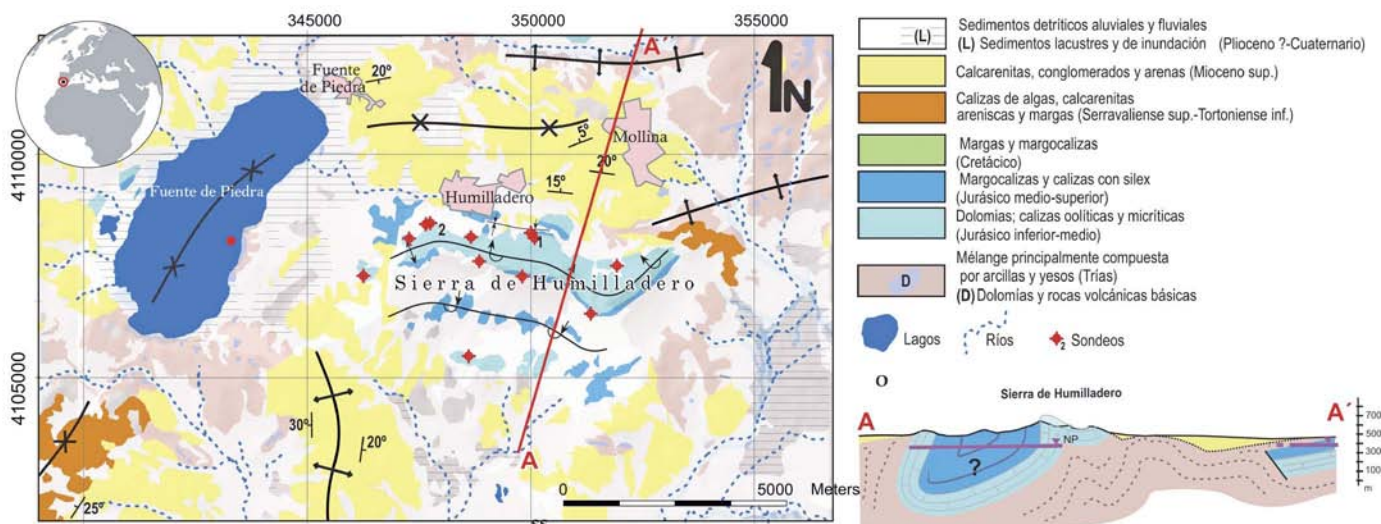 345000
350000
355000
4110000
4105000
A´
1N
Fuente
de Piedra
20º
5º
Mollina
20º
15º
Fuente de Piedra
Humilladero
2
1
Sierra de Humilladero
30º
20º
25º
A
0
5000
Meters
(L)
Sedimentos detríticos aluviales y fluviales
(L) Sedimentos lacustres y de inundación (Plioceno ?-Cuaternario)
Calcarenitas, conglomerados y arenas (Mioceno sup.)
Calizas de algas, calcarenitas
areniscas y margas (Serravaliense sup.-Tortoniense inf.)
Margas y margocalizas
(Cretácico)
Margocalizas y calizas con silex
(Jurásico medio-superior)
Dolomias; calizas oolíticas y micríticas
(Jurásico inferior-medio)
D
Mélange principalmente compuesta
por arcillas y yesos (Trías)
(D) Dolomías y rocas volcánicas básicas
Lagos
Ríos
2
Sondeos
O
Sierra de Humilladero
A
A´
NP
?
700
500
300
100
m